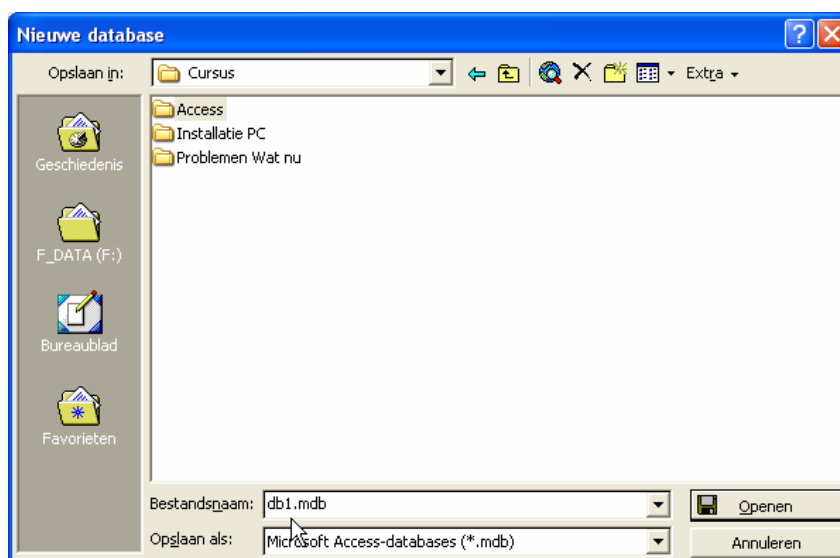 Nieuwe database
Opslaan in: Cursus Extra
Access
Installatie PC
Problemen Wat nu
Geschiedenis
F_DATA (F:)
Bureaublad
Favorieten
Bestandsnaam: db1.mdb Openen
Opslaan als: Microsoft Access-databases (*.mdb) Annuleren